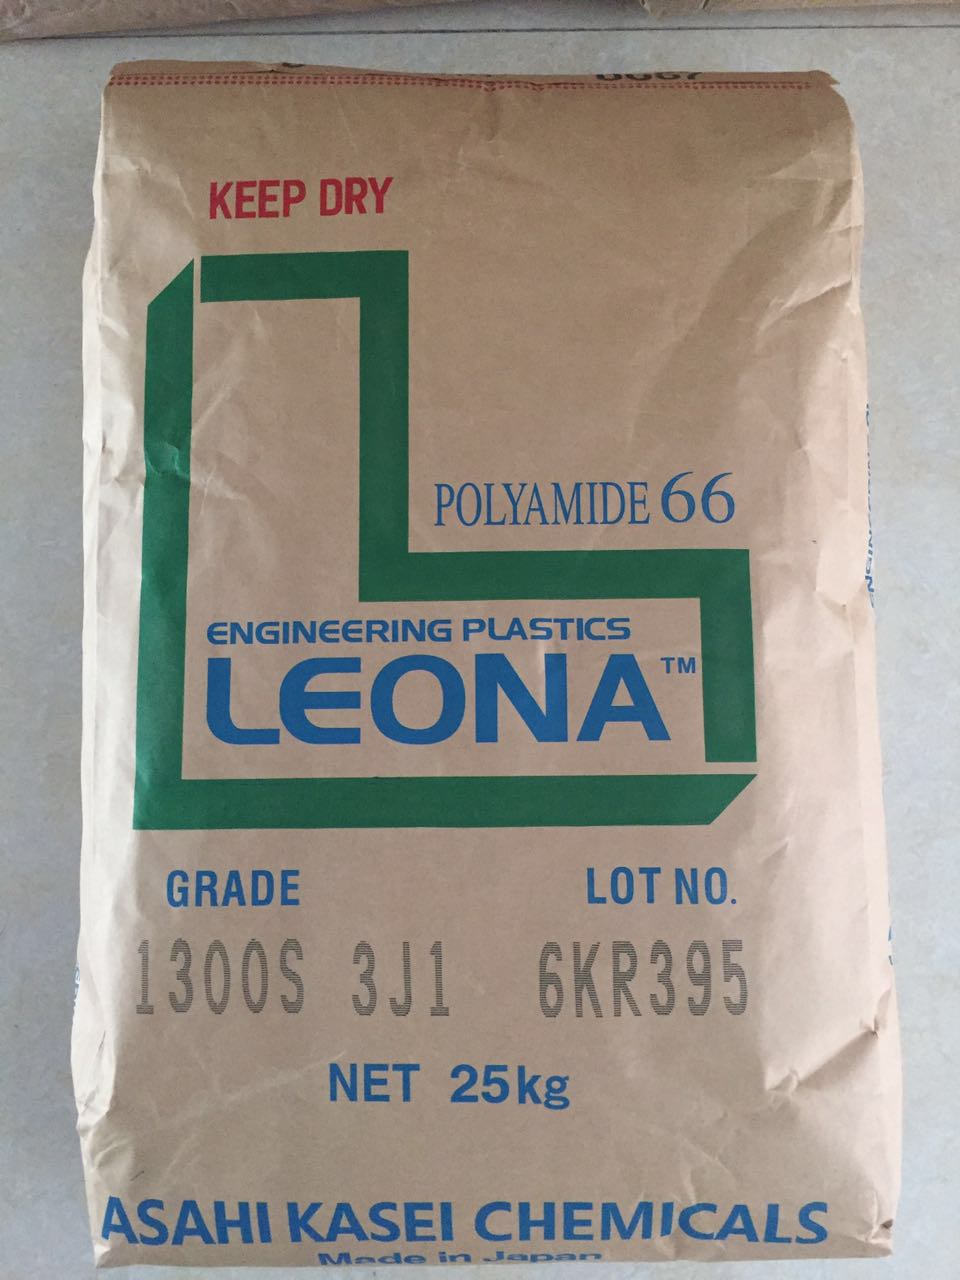 KEEP DRY
POLYAMIDE 66
ENGINEERING PLASTICS
LEONA™
GRADE LOT NO.
1300S 3J1 6KR395
NET 25kg
ASAHI KASEI CHEMICALS
Made in Japan